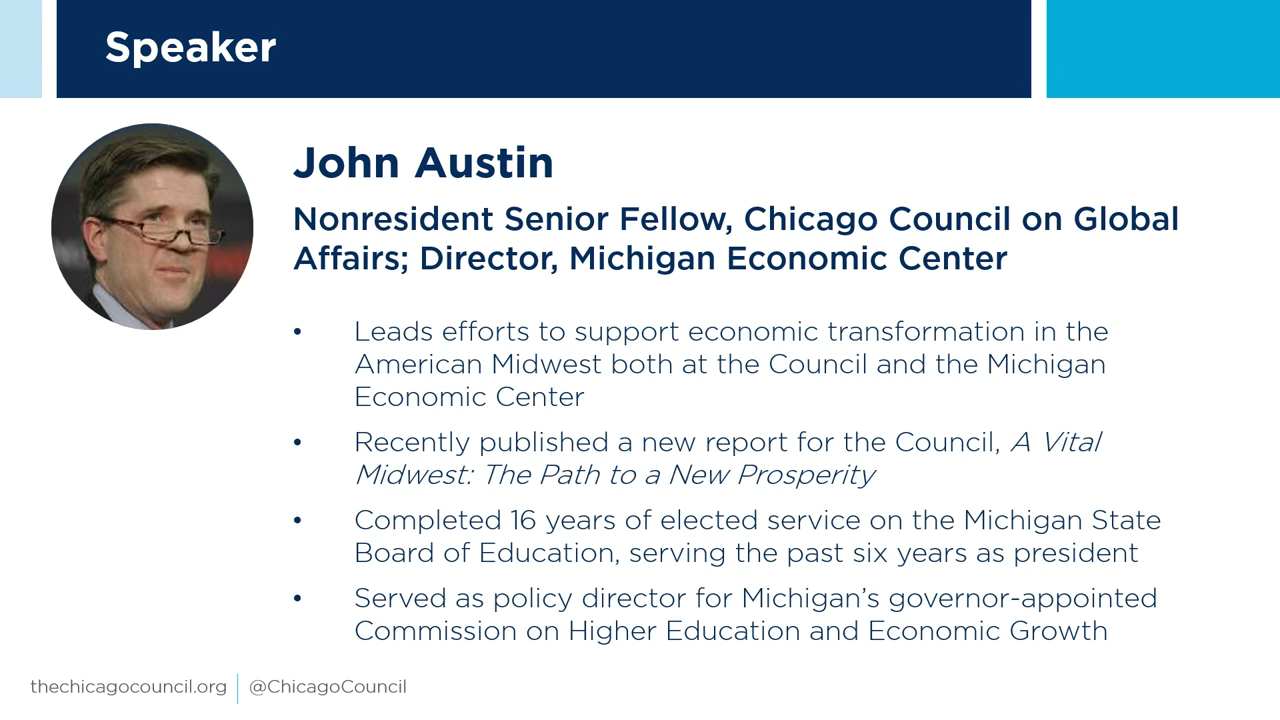 Speaker
John Austin
Nonresident Senior Fellow, Chicago Council on Global
Affairs; Director, Michigan Economic Center
• Leads efforts to support economic transformation in the
American Midwest both at the Council and the Michigan
Economic Center
• Recently published a new report for the Council, A Vital
Midwest: The Path to a New Prosperity
• Completed 16 years of elected service on the Michigan State
Board of Education, serving the past six years as president
• Served as policy director for Michigan’s governor-appointed
Commission on Higher Education and Economic Growth
thechicagocouncil.org | @ChicagoCouncil